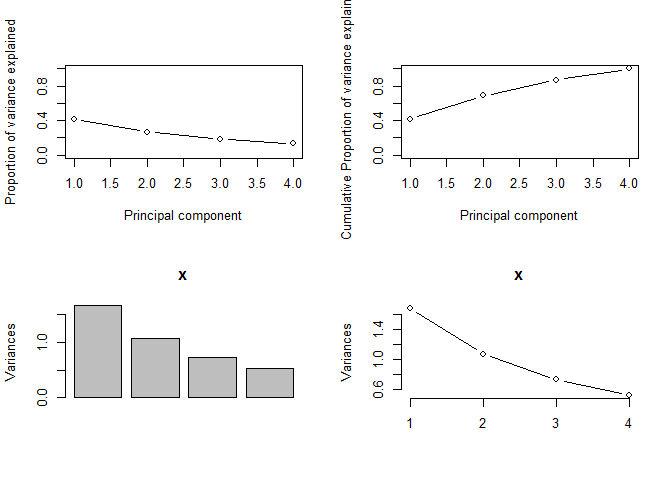 Proportion of variance explained
0.0 0.4 0.8
1.0 1.5 2.0 2.5 3.0 3.5 4.0
Principal component
Cumulative Proportion of variance explain
0.0 0.4 0.8
1.0 1.5 2.0 2.5 3.0 3.5 4.0
Principal component
x
Variances
0.0 1.0
x
Variances
0.6 1.0 1.4
1 2 3 4